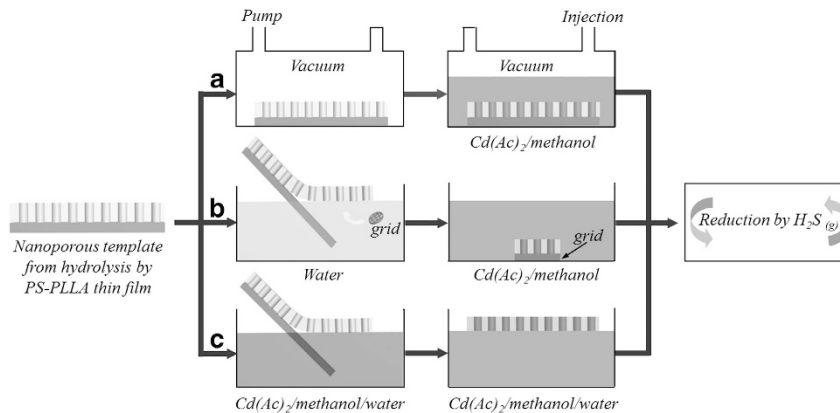 Pump
Injection
a
Vacuum
Vacuum
Cd(Ac)₂/methanol
b
grid
grid
Water
Cd(Ac)₂/methanol
Nanoporous template
from hydrolysis by
PS-PLLA thin film
Reduction by H₂S (g)
c
Cd(Ac)₂/methanol/water
Cd(Ac)₂/methanol/water